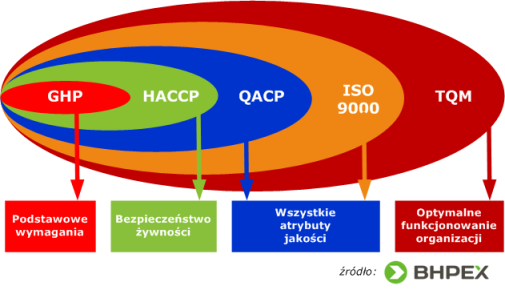 GHP
HACCP
QACP
ISO
9000
TQM
Podstawowe
wymagania
Bezpieczeństwo
żywności
Wszystkie
atrybuty
jakości
Optymalne
funkcjonowanie
organizacji
źródło:
BHPEX